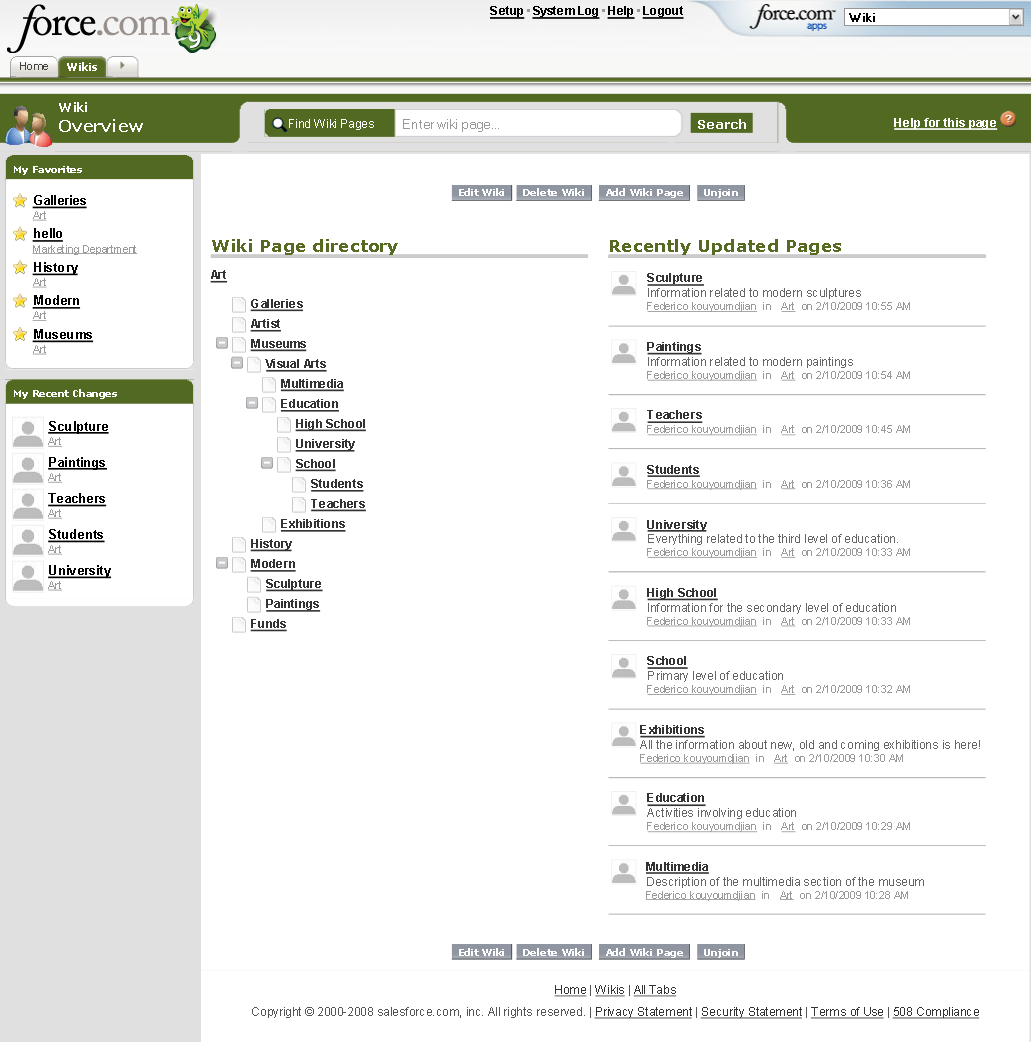 force.com 9
Setup · System Log · Help · Logout
force.com apps
Wiki
Home Wikis
Wiki
Overview
Find Wiki Pages Enter wiki page... Search
Help for this page ?
My Favorites
Galleries
Art
hello
Marketing Department
History
Art
Modern
Art
Museums
Art
My Recent Changes
Sculpture
Art
Paintings
Art
Teachers
Art
Students
Art
University
Art
Edit Wiki Delete Wiki Add Wiki Page Unjoin
Wiki Page directory
Art
Galleries
Artist
Museums
Visual Arts
Multimedia
Education
High School
University
School
Students
Teachers
Exhibitions
History
Modern
Sculpture
Paintings
Funds
Recently Updated Pages
Sculpture
Information related to modern sculptures
Federico kouyoumdjian in Art on 2/10/2009 10:55 AM
Paintings
Information related to modern paintings
Federico kouyoumdjian in Art on 2/10/2009 10:54 AM
Teachers
Federico kouyoumdjian in Art on 2/10/2009 10:45 AM
Students
Federico kouyoumdjian in Art on 2/10/2009 10:36 AM
University
Everything related to the third level of education.
Federico kouyoumdjian in Art on 2/10/2009 10:33 AM
High School
Information for the secondary level of education
Federico kouyoumdjian in Art on 2/10/2009 10:33 AM
School
Primary level of education
Federico kouyoumdjian in Art on 2/10/2009 10:32 AM
Exhibitions
All the information about new, old and coming exhibitions is here!
Federico kouyoumdjian in Art on 2/10/2009 10:30 AM
Education
Activities involving education
Federico kouyoumdjian in Art on 2/10/2009 10:29 AM
Multimedia
Description of the multimedia section of the museum
Federico kouyoumdjian in Art on 2/10/2009 10:28 AM
Edit Wiki Delete Wiki Add Wiki Page Unjoin
Home | Wikis | All Tabs
Copyright © 2000-2008 salesforce.com, inc. All rights reserved. | Privacy Statement | Security Statement | Terms of Use | 508 Compliance